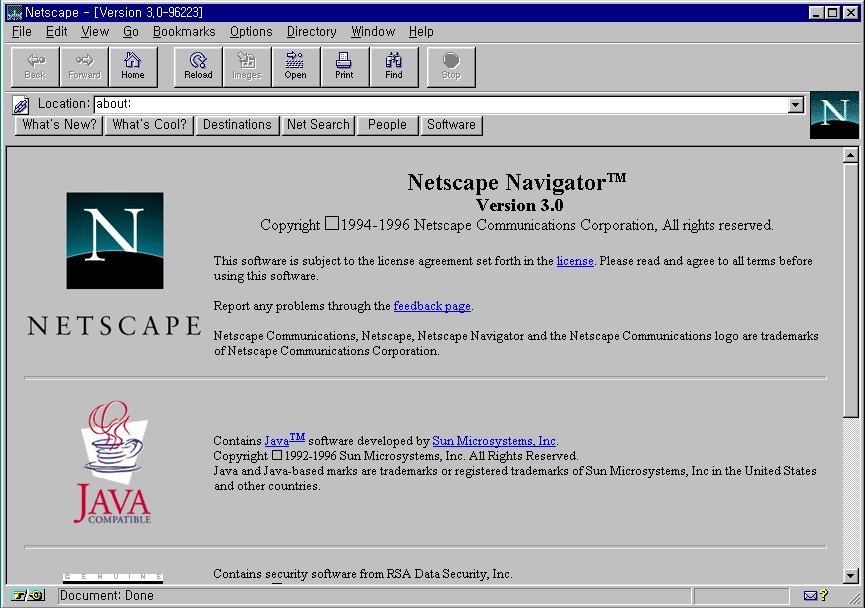 Netscape - [Version 3,0-96223]
File Edit View Go Bookmarks Options Directory Window Help
Back Forward Home Reload Images Open Print Find Stop
Location: about:
N
What's New? What's Cool? Destinations Net Search People Software
Netscape Navigator™
Version 3.0
Copyright □1994-1996 Netscape Communications Corporation, All rights reserved.
N
NETSCAPE
This software is subject to the license agreement set forth in the license. Please read and agree to all terms before
using this software.
Report any problems through the feedback page.
Netscape Communications, Netscape, Netscape Navigator and the Netscape Communications logo are trademarks
of Netscape Communications Corporation.
JAVA
COMPATIBLE
Contains Java™ software developed by Sun Microsystems, Inc.
Copyright □1992-1996 Sun Microsystems, Inc. All Rights Reserved.
Java and Java-based marks are trademarks or registered trademarks of Sun Microsystems, Inc in the United States
and other countries.
GENUINE
Contains security software from RSA Data Security, Inc.
Document: Done